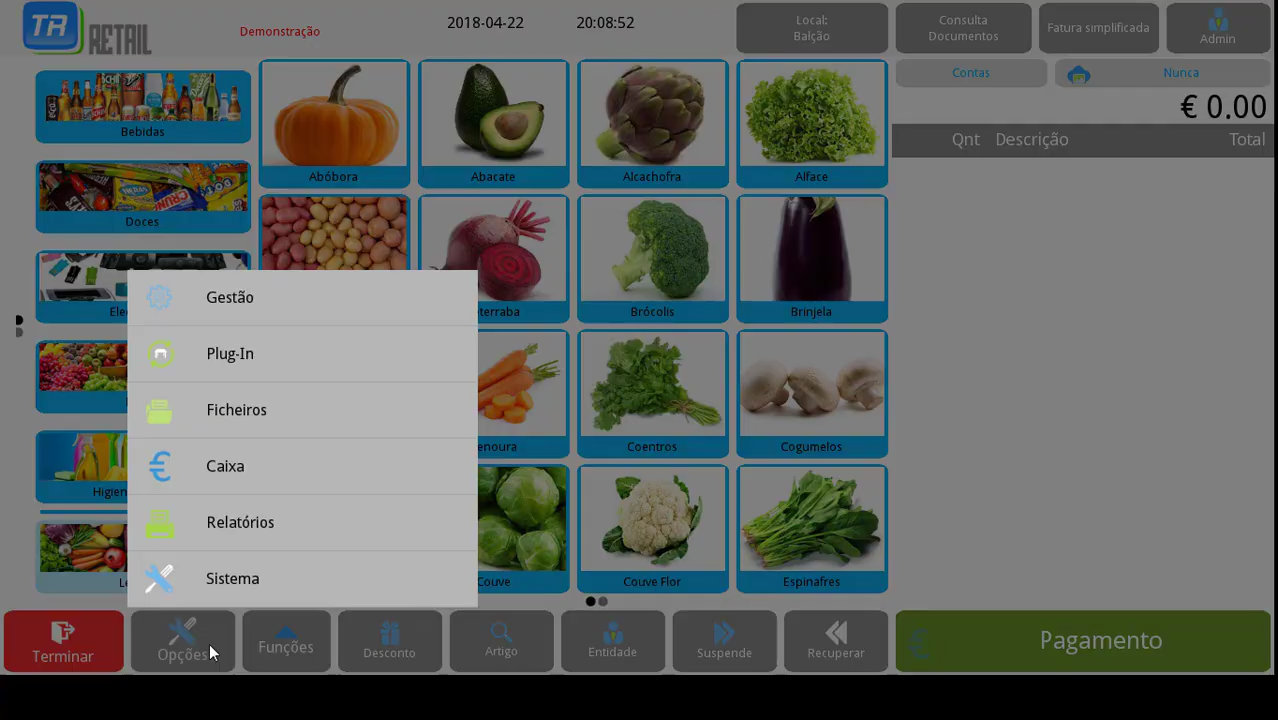 TR RETAIL
Demonstração
2018-04-22
20:08:52
Local:
Balcão
Consulta
Documentos
Fatura simplificada
Admin
Contas
Nunca
€ 0.00
Qnt Descrição Total
Bebidas
Doces
Abóbora
Abacate
Alcachofra
Alface
Brócolis
Brinjela
Coentros
Cogumelos
Couve
Couve Flor
Espinafres
Gestão
Plug-In
Ficheiros
Caixa
Relatórios
Sistema
Terminar
Opções
Funções
Desconto
Artigo
Entidade
Suspende
Recuperar
Pagamento